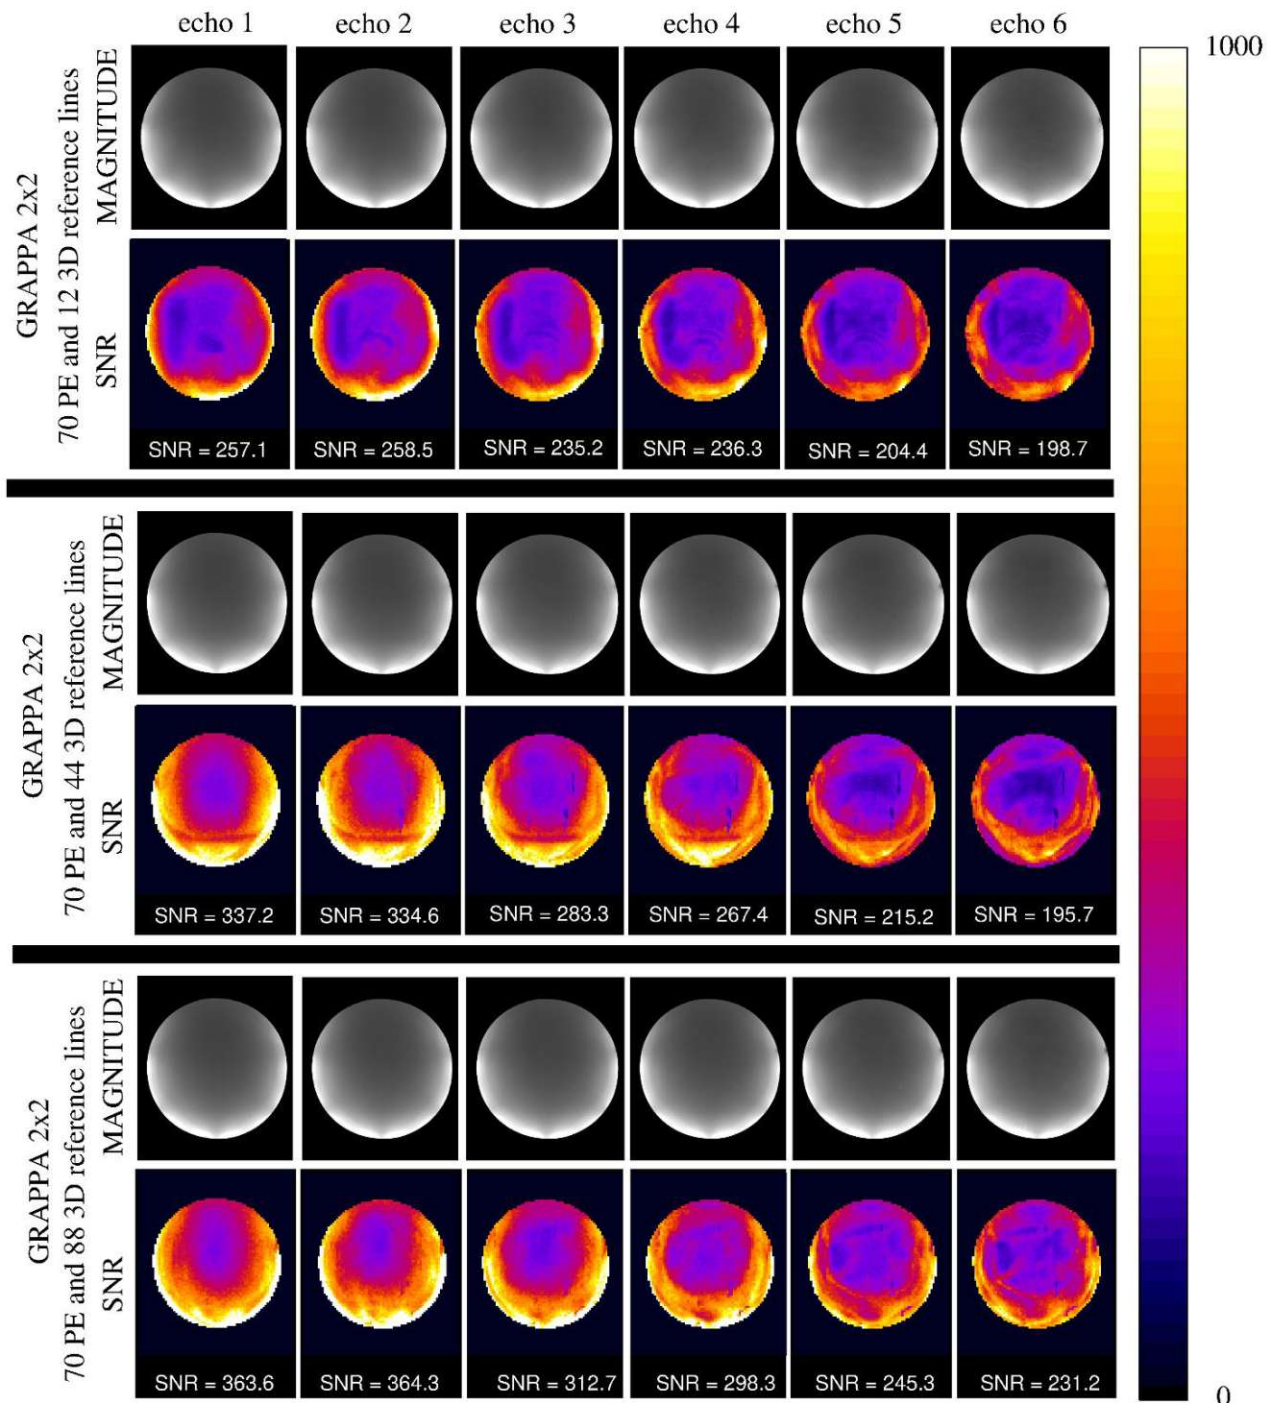 echo 1 echo 2 echo 3 echo 4 echo 5 echo 6
1000
GRAPPA 2x2
70 PE and 12 3D reference lines
MAGNITUDE
SNR
SNR = 257.1 SNR = 258.5 SNR = 235.2 SNR = 236.3 SNR = 204.4 SNR = 198.7
GRAPPA 2x2
70 PE and 44 3D reference lines
MAGNITUDE
SNR
SNR = 337.2 SNR = 334.6 SNR = 283.3 SNR = 267.4 SNR = 215.2 SNR = 195.7
GRAPPA 2x2
70 PE and 88 3D reference lines
MAGNITUDE
SNR
SNR = 363.6 SNR = 364.3 SNR = 312.7 SNR = 298.3 SNR = 245.3 SNR = 231.2
0